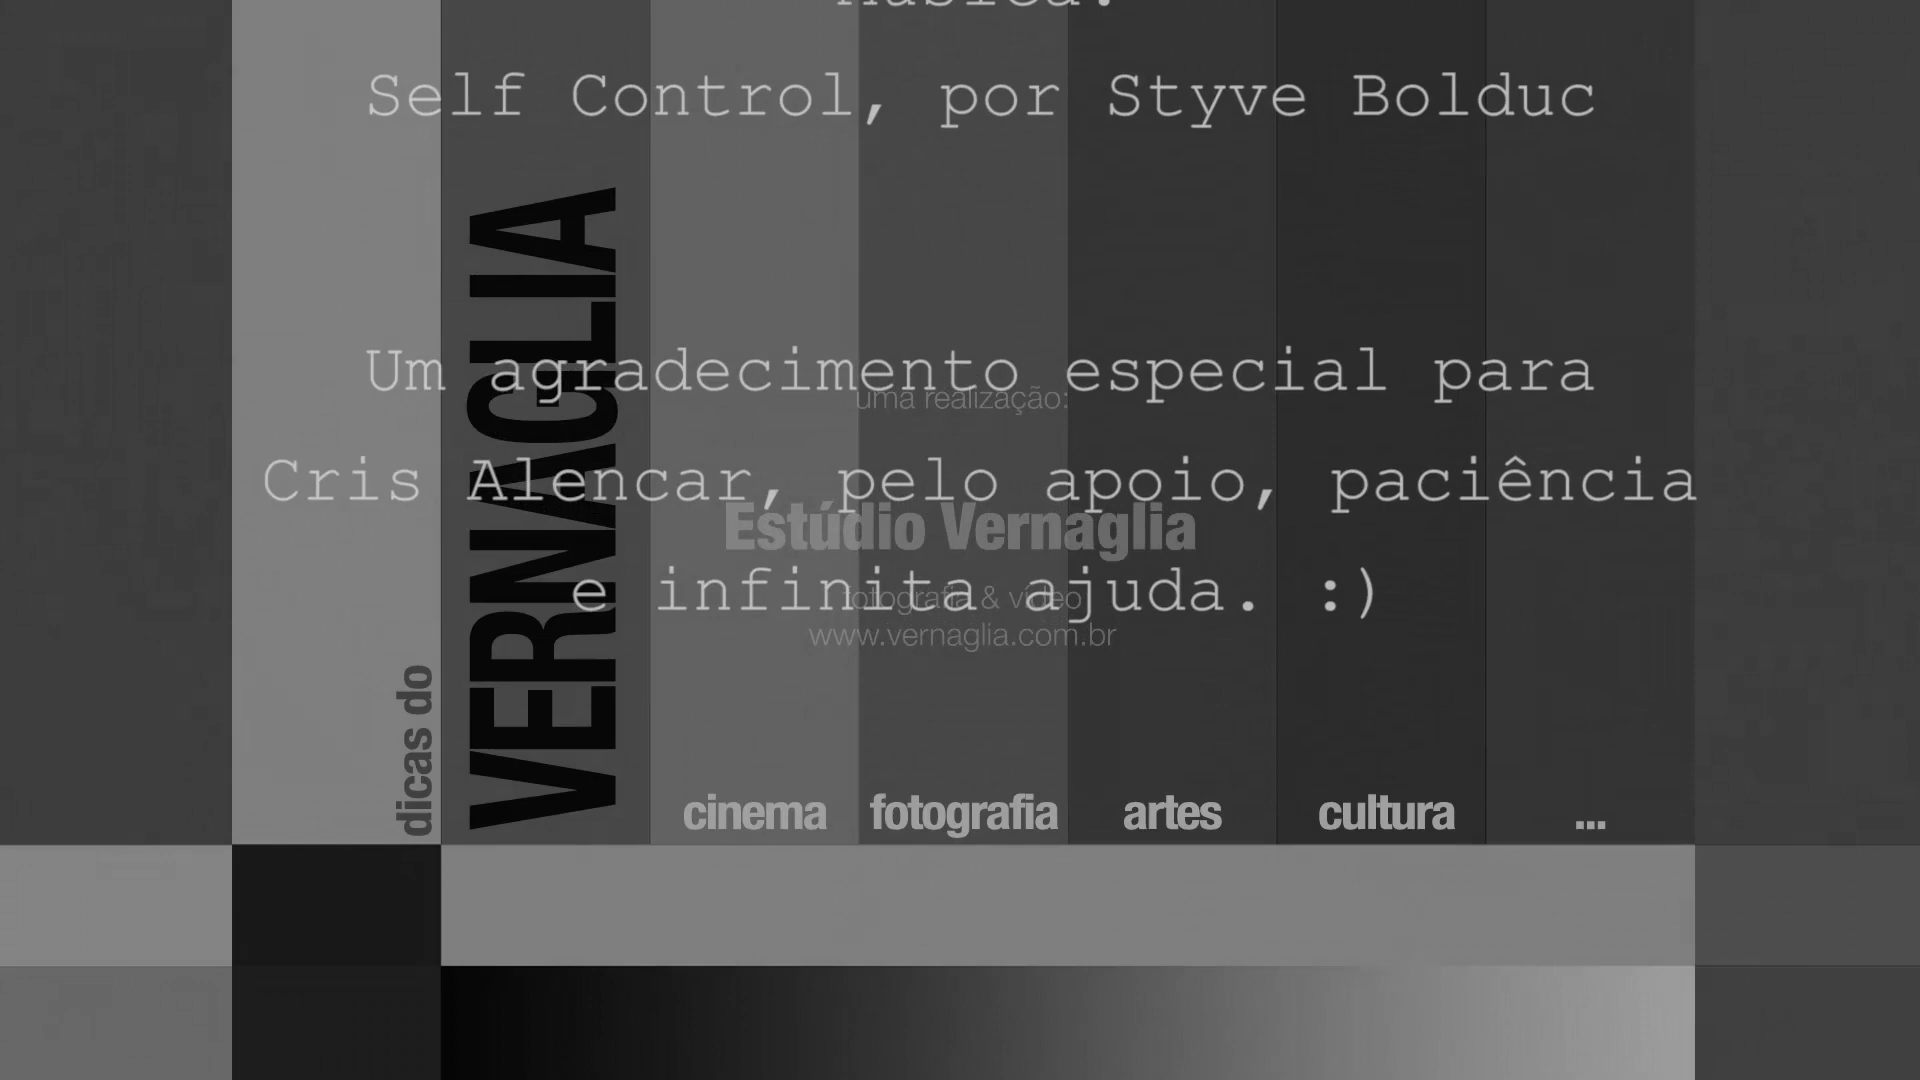 Música:
Self Control, por Styve Bolduc
Um agradecimento especial para
Cris Alencar, pelo apoio, paciência
e infinita ajuda. :)
uma realização:
Estúdio Vernaglia
fotografia & vídeo
www.vernaglia.com.br
dicas do
VERNAGLIA
cinema
fotografia
artes
cultura
...